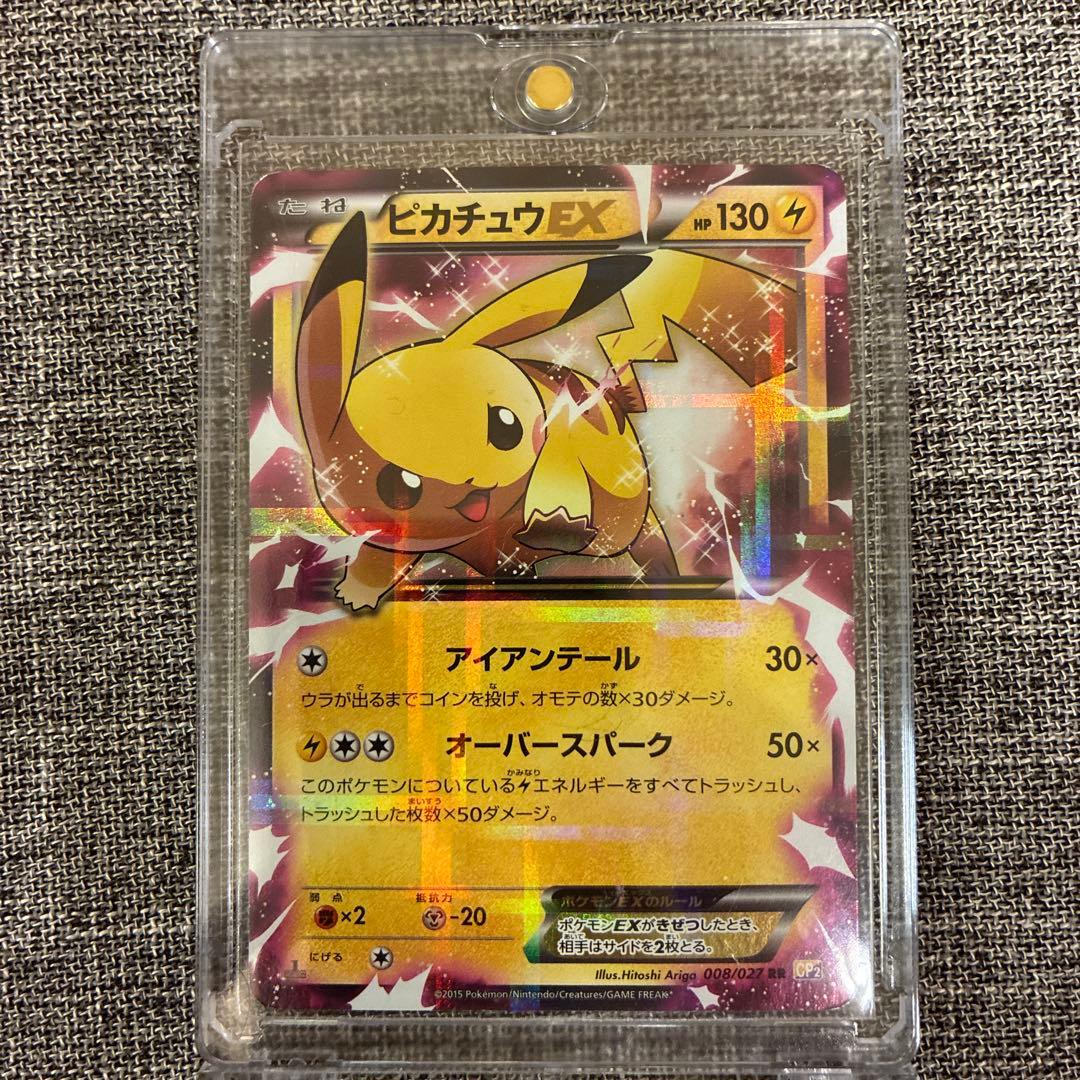 たね ピカチュウEX HP 130
アイアンテール 30×
ウラが出るまでコインを投げ、オモテの数×30ダメージ。
オーバースパーク 50×
このポケモンについているエネルギーをすべてトラッシュし、
トラッシュした枚数×50ダメージ。
弱点 抵抗力
×2 -20
にげる
ポケモンEXのルール
ポケモンEXがきぜつしたとき、
相手はサイドを2枚とる。
Illus.Hitoshi Ariga 008/027 RR CP2
©2015 Pokémon/Nintendo/Creatures/GAME FREAK